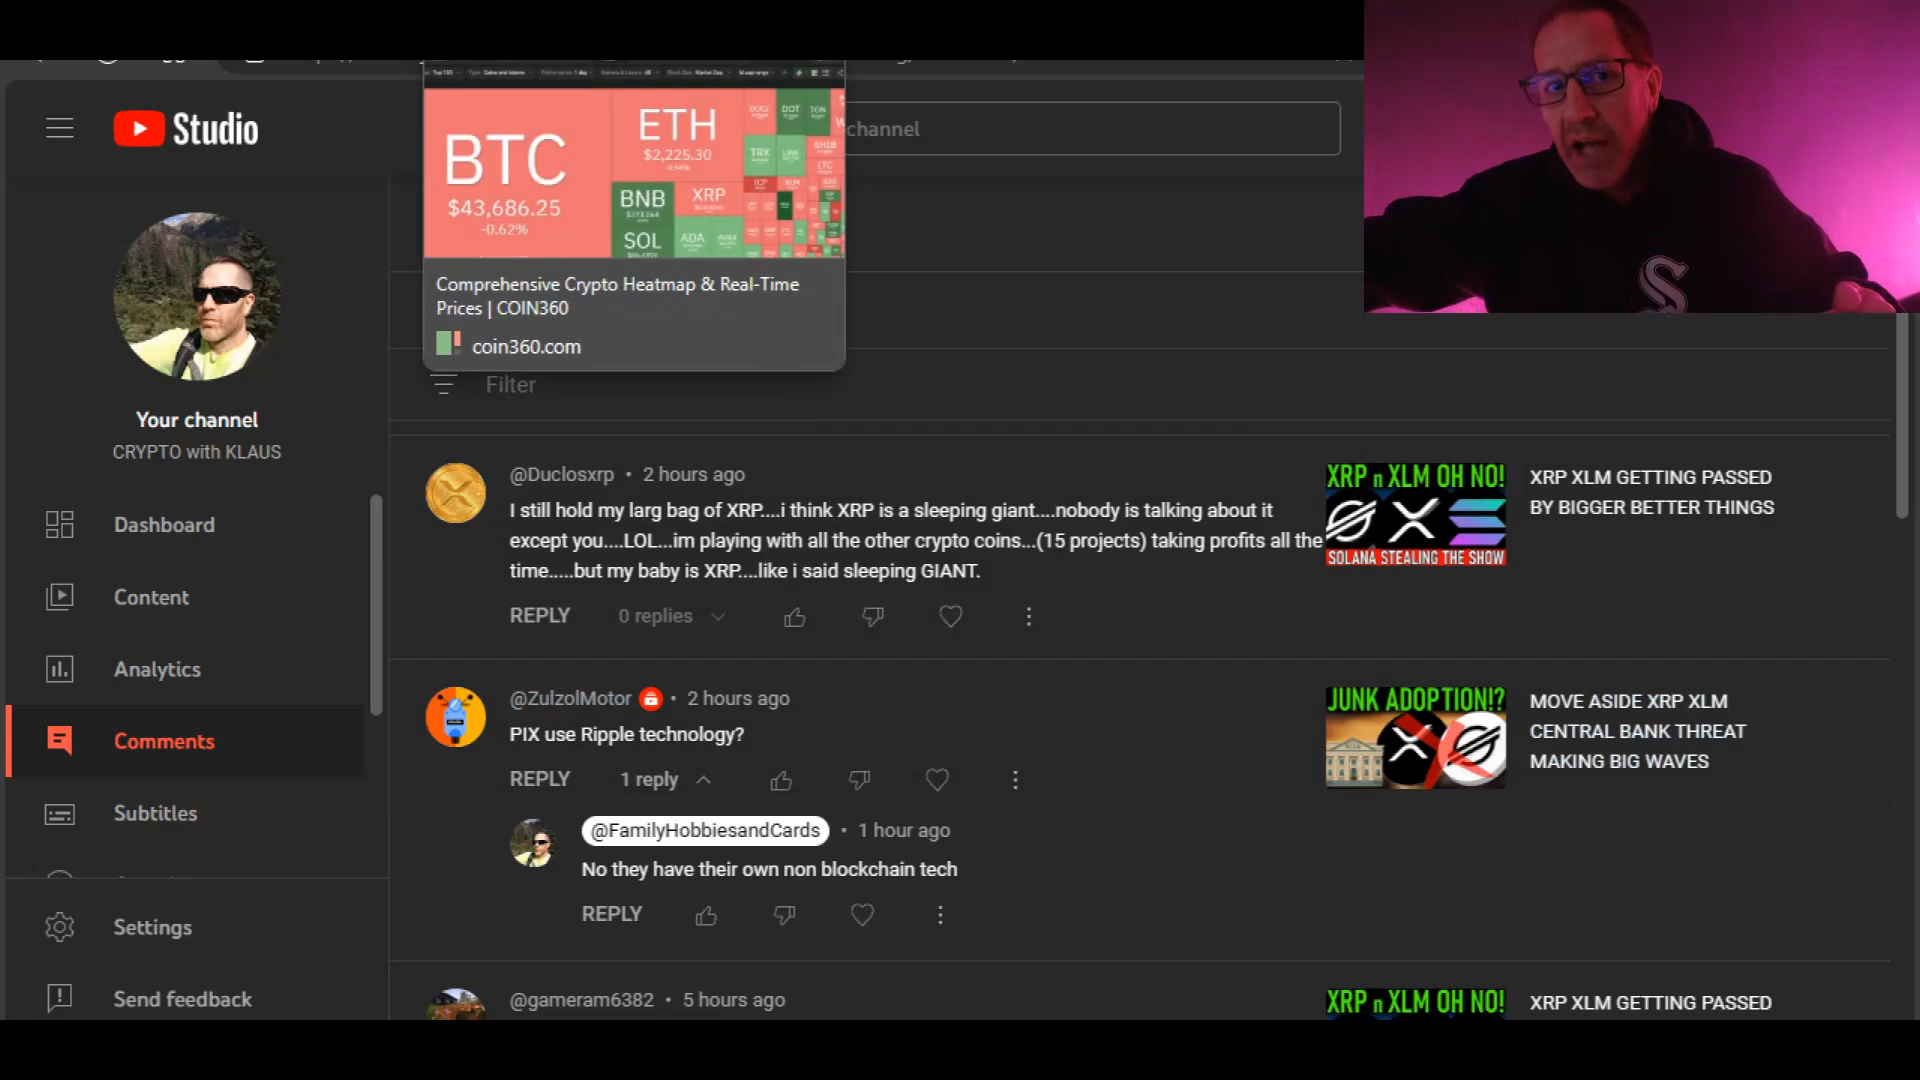 Studio
channel
BTC
$43,686.25
-0.62%
ETH
$2,225.30
-0.94%
BNB
XRP
SOL
ADA
AVAX
DOGE
DOT
TON
TRX
LINK
SHIB
LTC
Comprehensive Crypto Heatmap & Real-Time
Prices | COIN360
coin360.com
Filter
Your channel
CRYPTO with KLAUS
Dashboard
Content
Analytics
Comments
Subtitles
Settings
Send feedback
@Duclosxrp • 2 hours ago
I still hold my larg bag of XRP....i think XRP is a sleeping giant....nobody is talking about it
except you....LOL...im playing with all the other crypto coins...(15 projects) taking profits all the
time.....but my baby is XRP....like i said sleeping GIANT.
REPLY 0 replies
XRP n XLM OH NO!
SOLANA STEALING THE SHOW
XRP XLM GETTING PASSED
BY BIGGER BETTER THINGS
@ZulzolMotor • 2 hours ago
PIX use Ripple technology?
REPLY 1 reply
JUNK ADOPTION!?
MOVE ASIDE XRP XLM
CENTRAL BANK THREAT
MAKING BIG WAVES
@FamilyHobbiesandCards • 1 hour ago
No they have their own non blockchain tech
REPLY
@gameram6382 • 5 hours ago
XRP n XLM OH NO!
XRP XLM GETTING PASSED
S